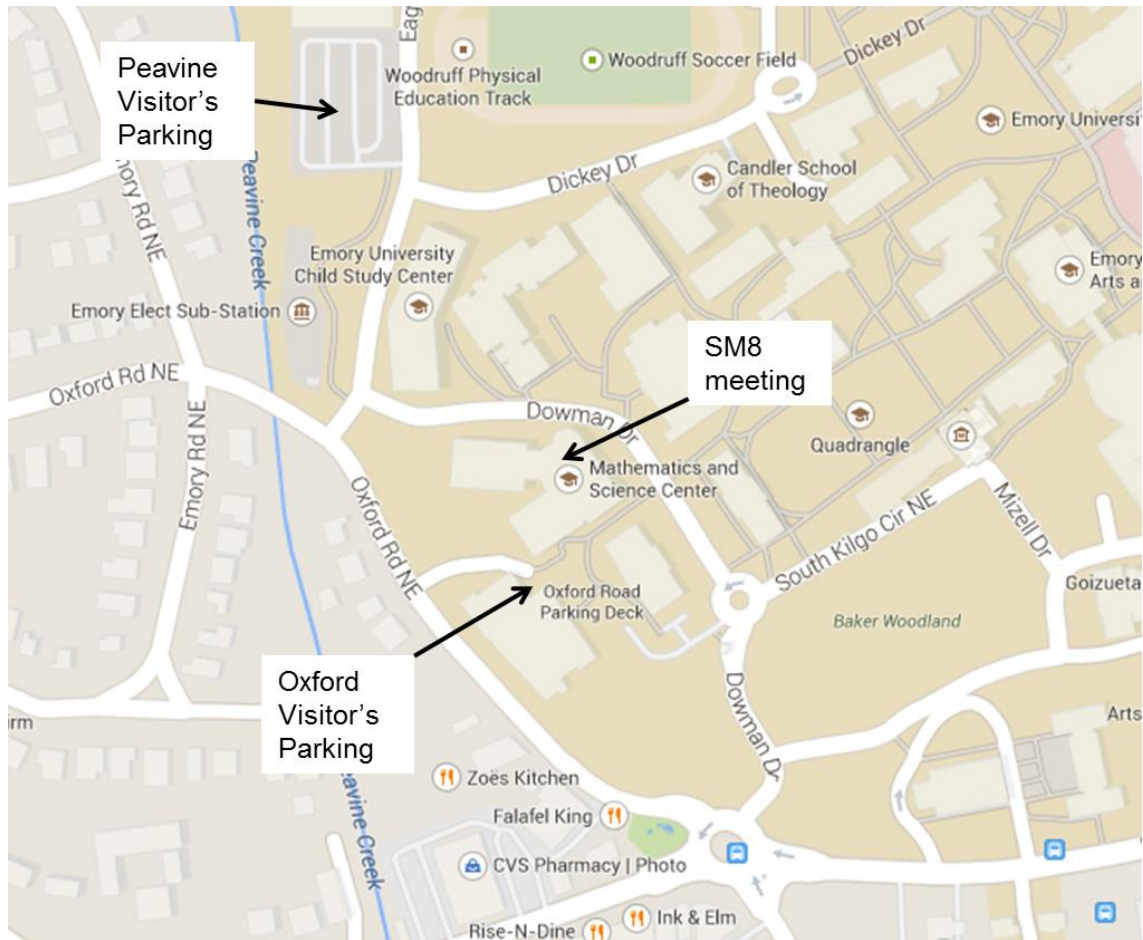 Peavine
Visitor's
Parking
Eag
Woodruff Physical
Education Track
Woodruff Soccer Field
Dickey Dr
Emory Universi
Dickey Dr
Candler School
of Theology
Emory Rd NE
Peavine Creek
Emory University
Child Study Center
Emory Elect Sub-Station
Emory
Arts a
SM8
meeting
Oxford Rd NE
Dowman Dr
Quadrangle
Emory Rd NE
Mathematics and
Science Center
Oxford Rd NE
South Kilgo Cir NE
Mizell Dr
Goizueta
Oxford Road
Parking Deck
Baker Woodland
Oxford
Visitor's
Parking
irm
Dowman Dr
Arts
Zoës Kitchen
Peavine Creek
Falafel King
CVS Pharmacy | Photo
Ink & Elm
Rise-N-Dine